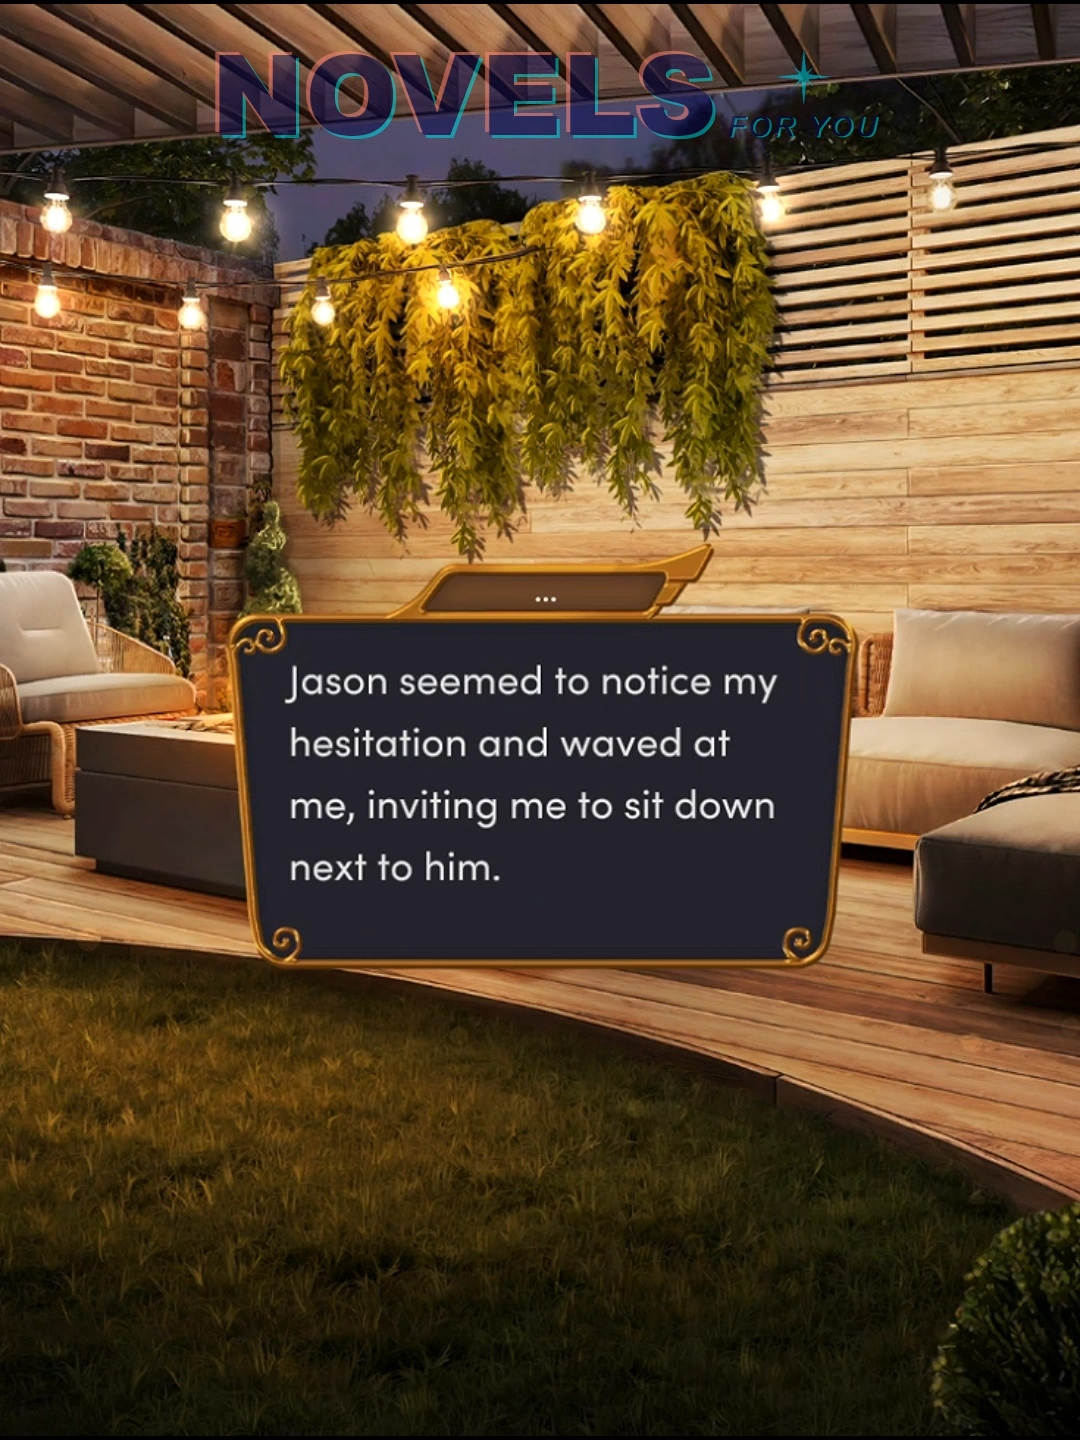 NOVELS
FOR YOU
...
Jason seemed to notice my
hesitation and waved at
me, inviting me to sit down
next to him.